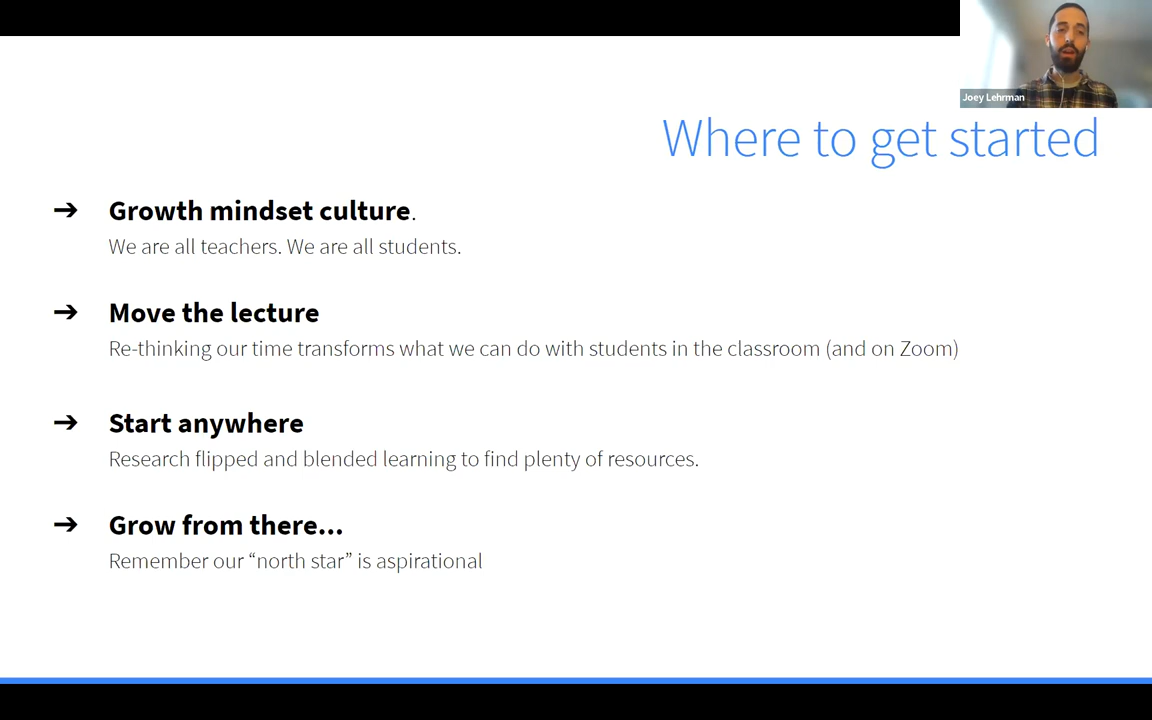 Joey Lehrman
Where to get started
➔ Growth mindset culture.
We are all teachers. We are all students.
➔ Move the lecture
Re-thinking our time transforms what we can do with students in the classroom (and on Zoom)
➔ Start anywhere
Research flipped and blended learning to find plenty of resources.
➔ Grow from there...
Remember our “north star” is aspirational